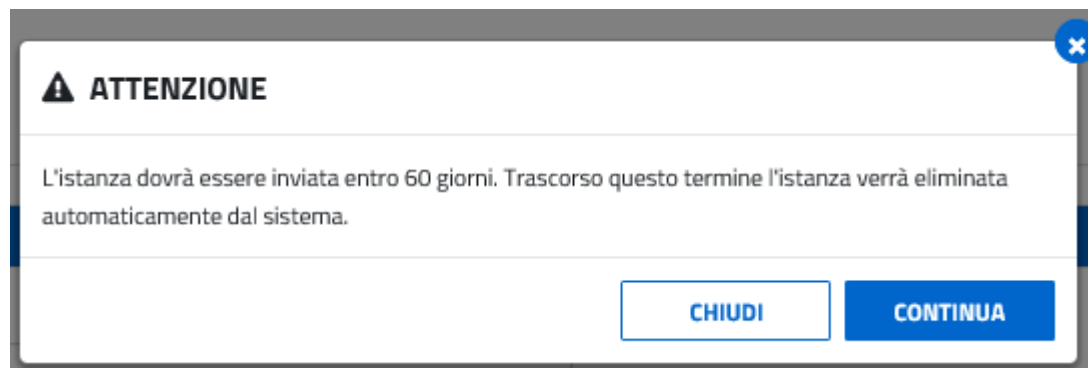 ATTENZIONE
L'istanza dovrà essere inviata entro 60 giorni. Trascorso questo termine l'istanza verrà eliminata
automaticamente dal sistema.
CHIUDI CONTINUA